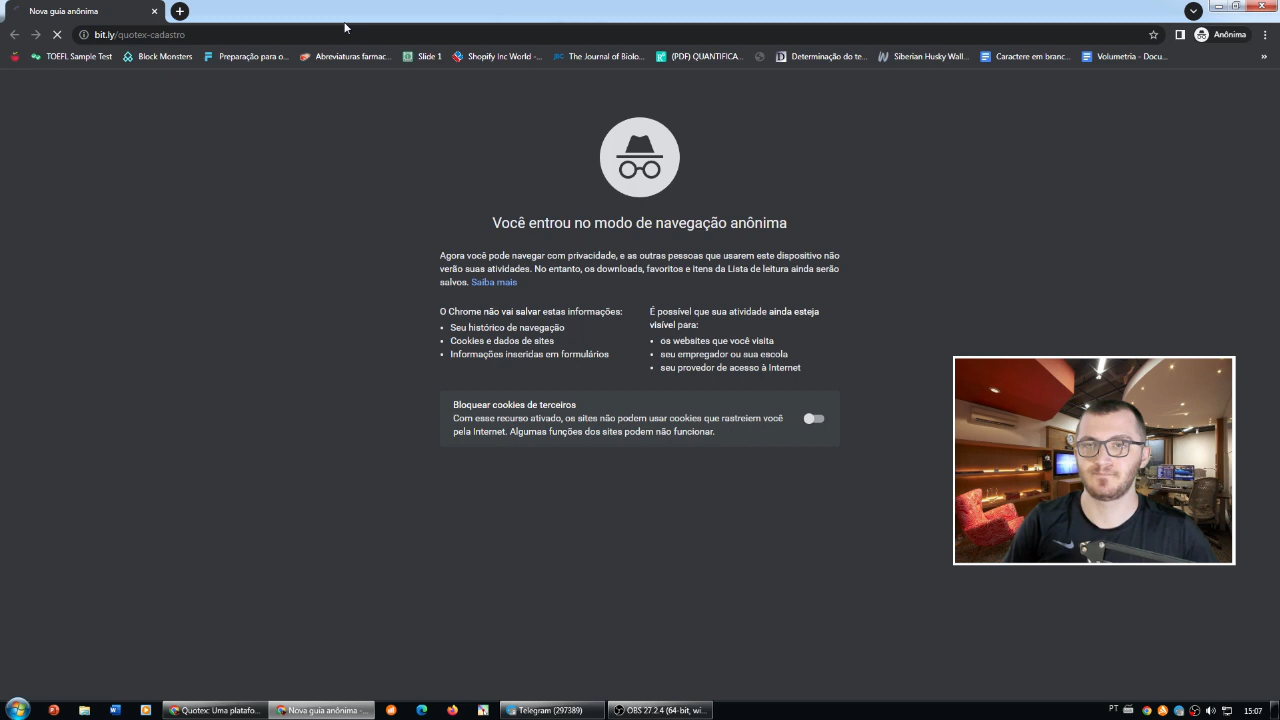 Nova guia anônima
bit.ly/quotex-cadastro
Anônima
TOEFL Sample Test
Block Monsters
Preparação para o...
Abreviaturas farmac...
Slide 1
Shopify Inc World -...
The Journal of Biolo...
(PDF) QUANTIFICA...
Determinação do te...
Siberian Husky Wall...
Caractere em branc...
Volumetria - Docu...
»
Você entrou no modo de navegação anônima
Agora você pode navegar com privacidade, e as outras pessoas que usarem este dispositivo não
verão suas atividades. No entanto, os downloads, favoritos e itens da Lista de leitura ainda serão
salvos. Saiba mais
O Chrome não vai salvar estas informações:
• Seu histórico de navegação
• Cookies e dados de sites
• Informações inseridas em formulários
É possível que sua atividade ainda esteja
visível para:
• os websites que você visita
• seu empregador ou sua escola
• seu provedor de acesso à Internet
Bloquear cookies de terceiros
Com esse recurso ativado, os sites não podem usar cookies que rastreiem você
pela Internet. Algumas funções dos sites podem não funcionar.
Quotex: Uma platafo...
Nova guia anônima -...
Telegram (297389)
OBS 27.2.4 (64-bit, wi...
PT
15:07